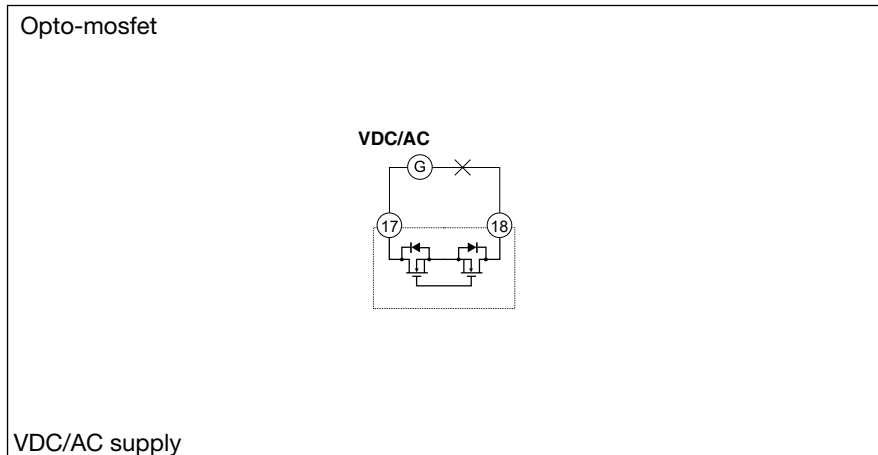 Opto-mosfet
VDC/AC
G
17
18
VDC/AC supply